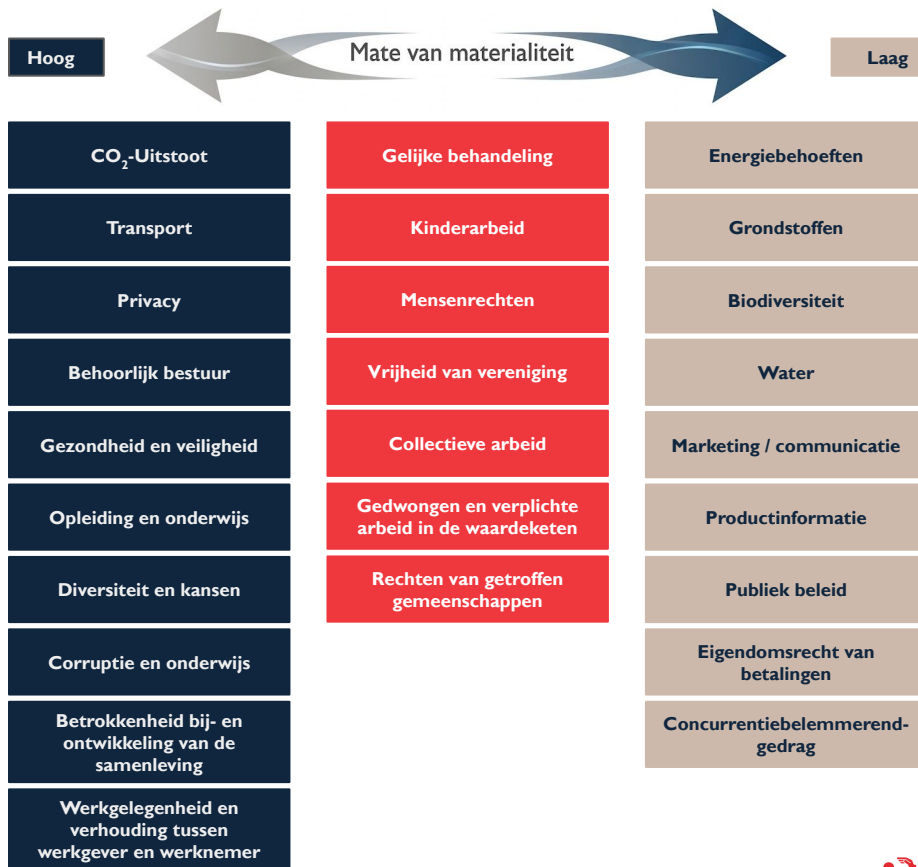 Hoog
Mate van materialiteit
Laag
CO₂-Uitstoot
Transport
Privacy
Behoorlijk bestuur
Gezondheid en veiligheid
Opleiding en onderwijs
Diversiteit en kansen
Corruptie en onderwijs
Betrokkenheid bij- en
ontwikkeling van de
samenleving
Werkgelegenheid en
verhouding tussen
werkgever en werknemer
Gelijke behandeling
Kinderarbeid
Mensenrechten
Vrijheid van vereniging
Collectieve arbeid
Gedwongen en verplichte
arbeid in de waardeketen
Rechten van getroffen
gemeenschappen
Energiebehoeften
Grondstoffen
Biodiversiteit
Water
Marketing / communicatie
Productinformatie
Publiek beleid
Eigendomsrecht van
betalingen
Concurrentiebelemmerend-
gedrag